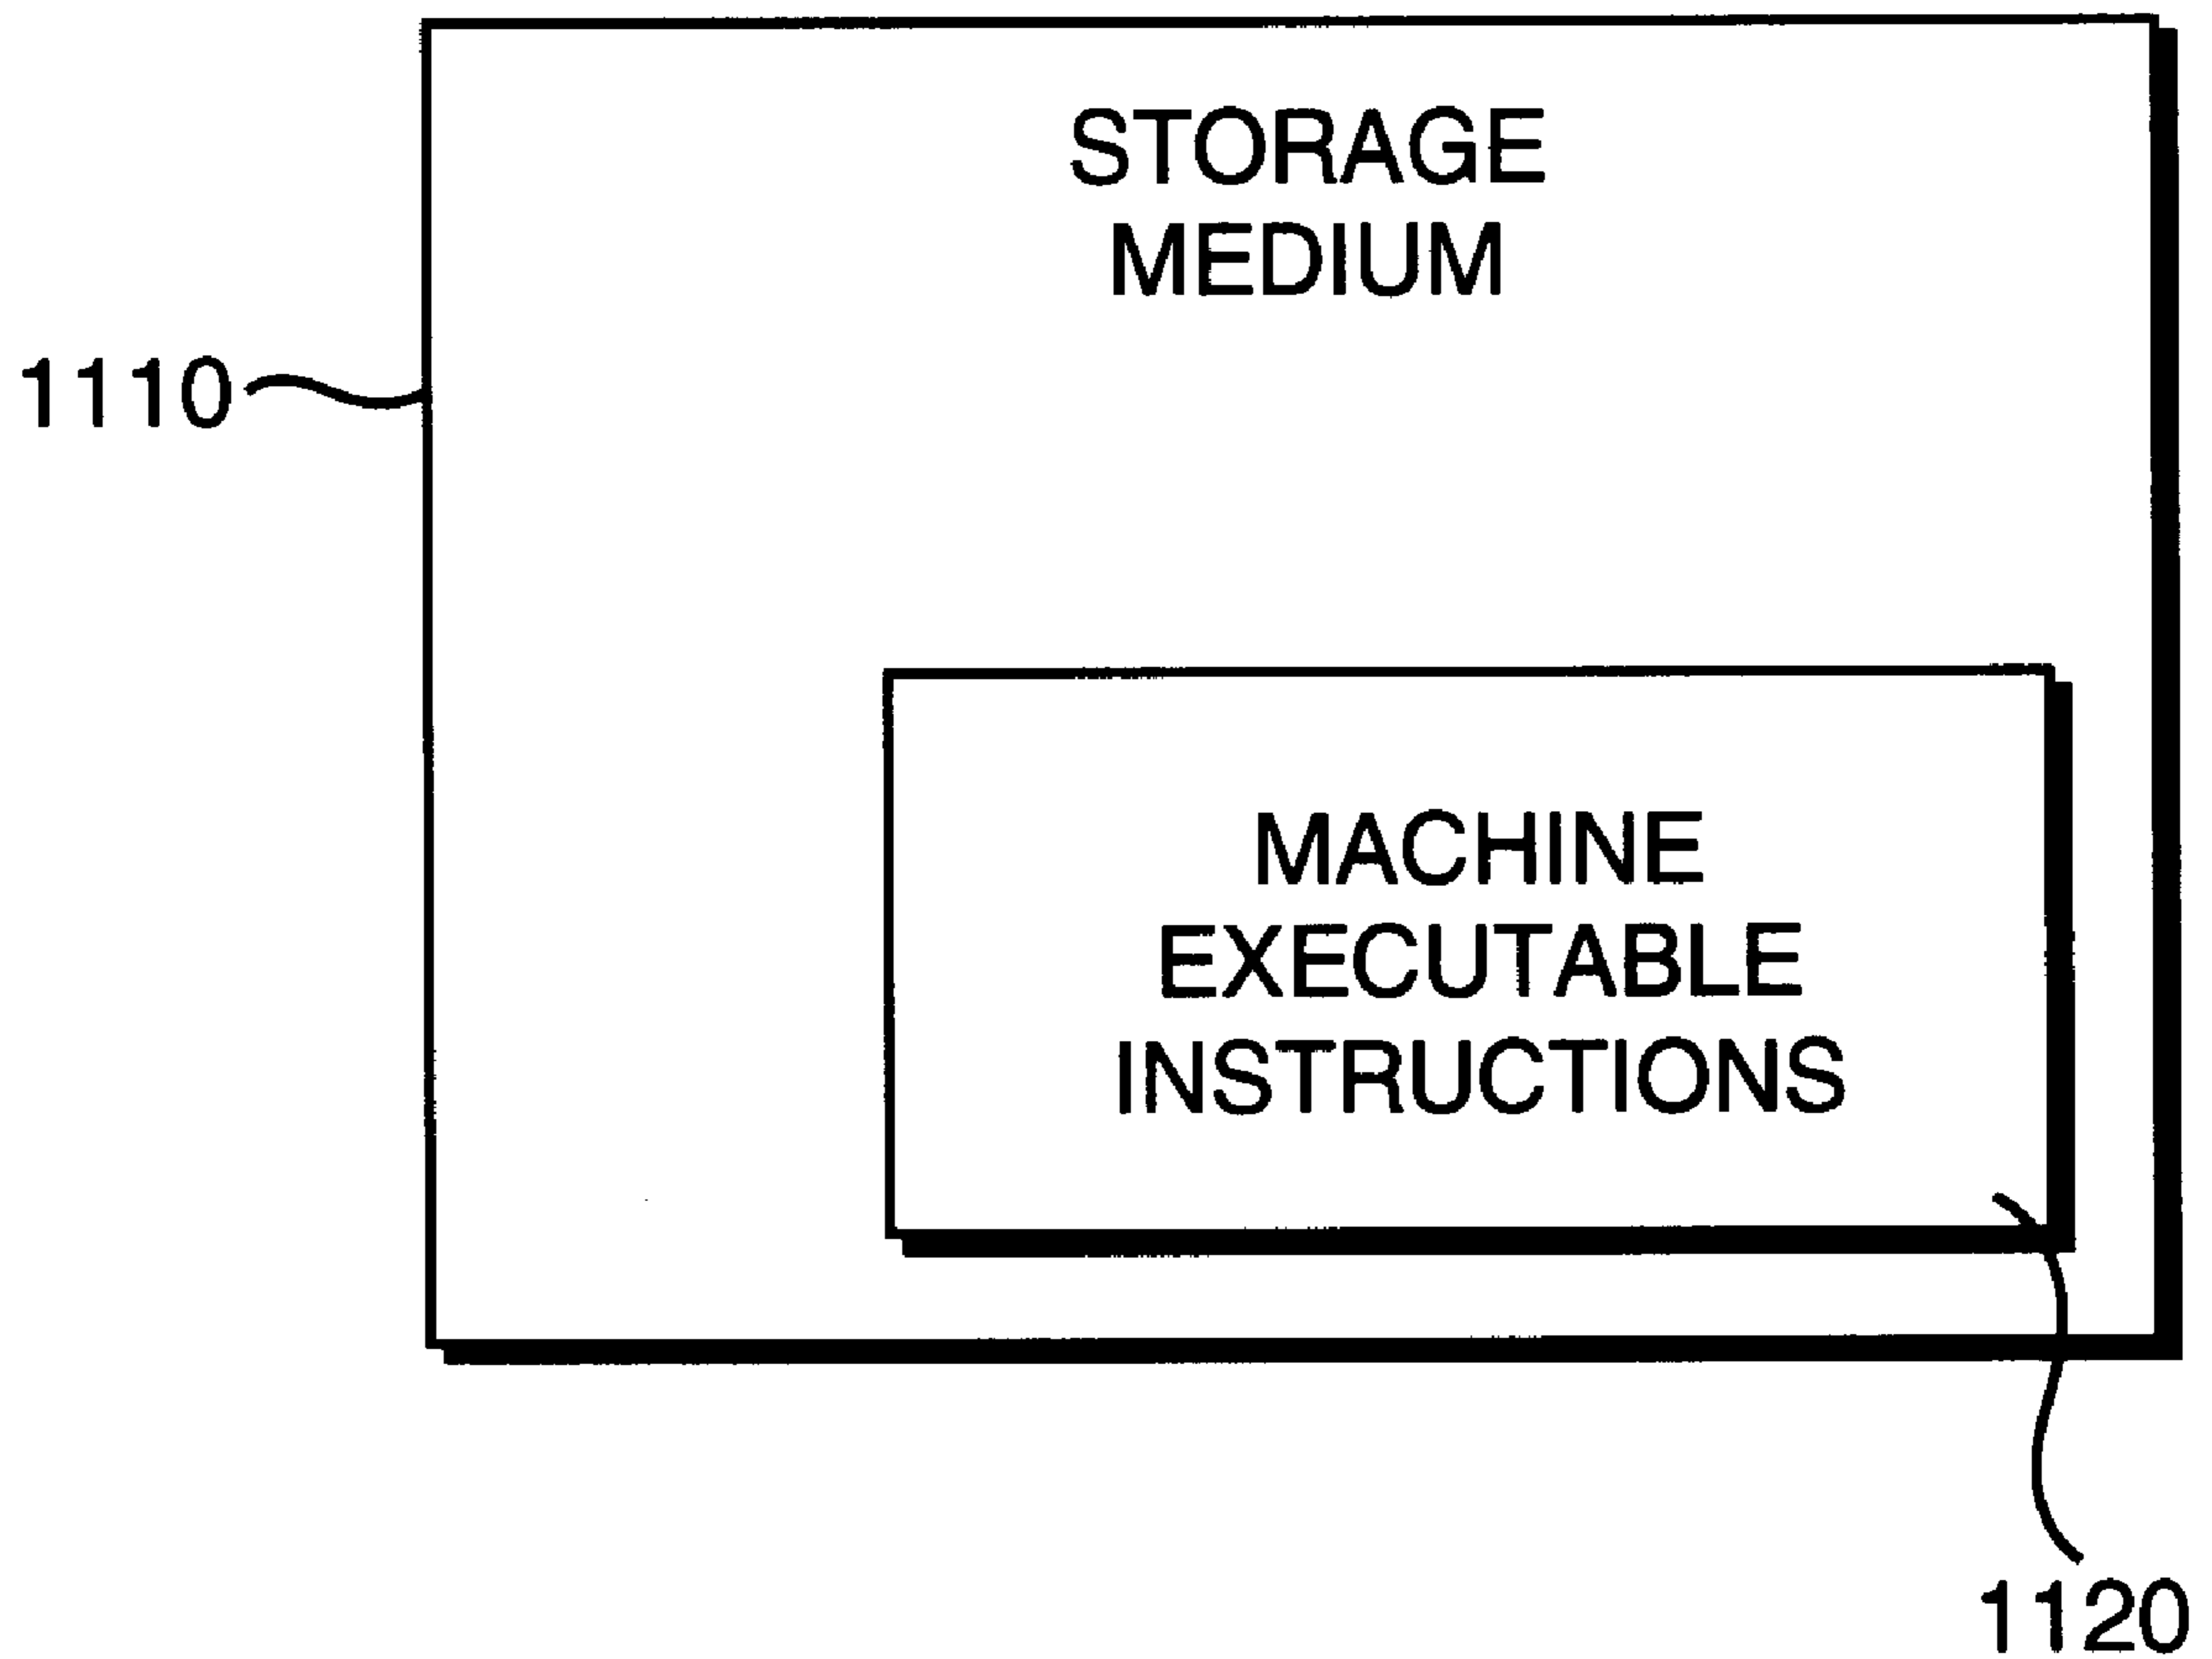 STORAGE
MEDIUM
1110
MACHINE
EXECUTABLE
INSTRUCTIONS
1120